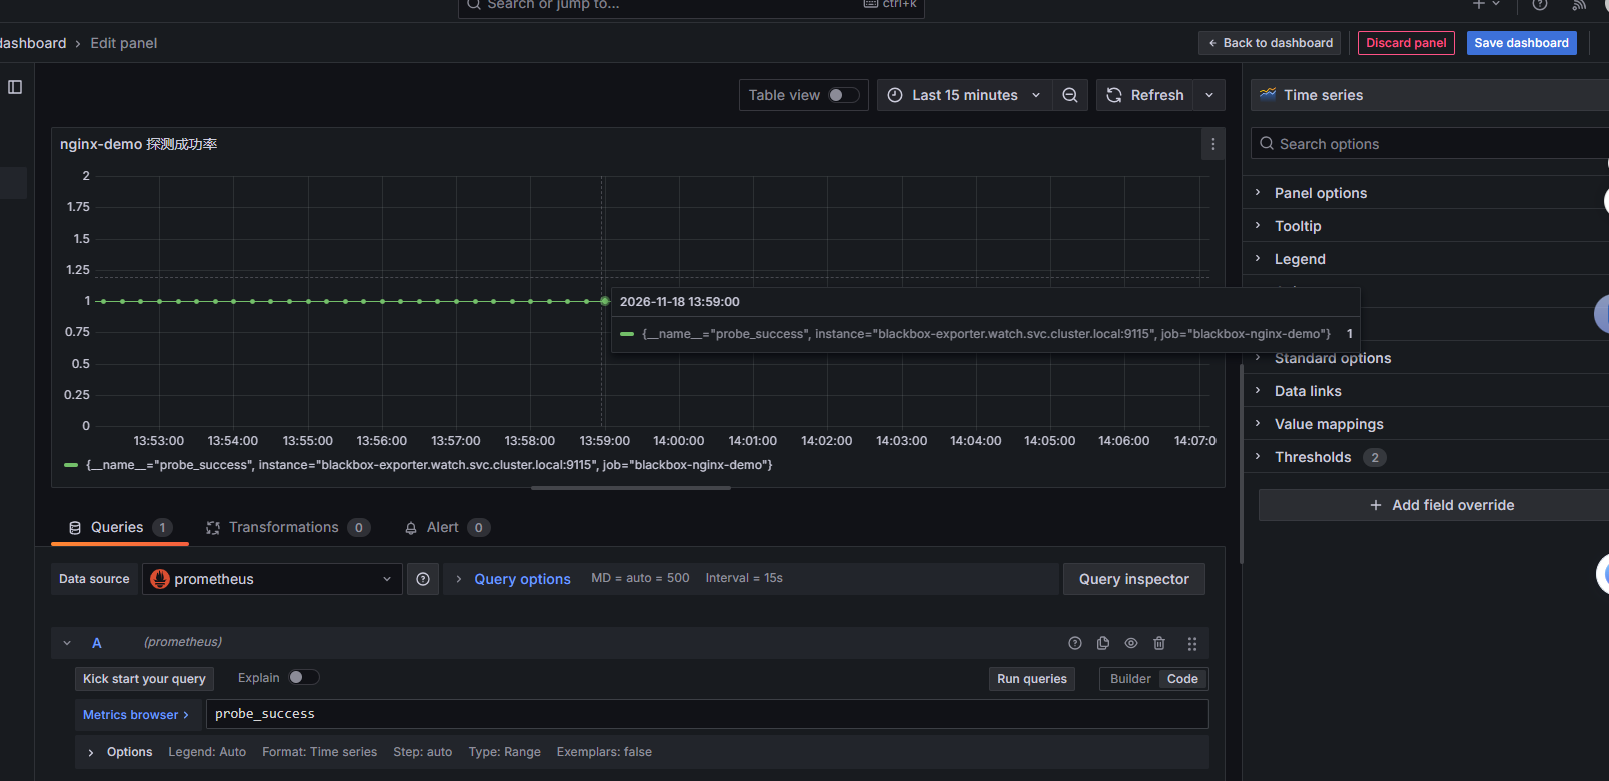 Search or jump to...
ctrl+k
dashboard
Edit panel
Back to dashboard
Discard panel
Save dashboard
Table view
Last 15 minutes
Refresh
Time series
Search options
nginx-demo 探测成功率
2
1.75
1.5
1.25
1
0.75
0.5
0.25
0
13:53:00 13:54:00 13:55:00 13:56:00 13:57:00 13:58:00 13:59:00 14:00:00 14:01:00 14:02:00 14:03:00 14:04:00 14:05:00 14:06:00 14:07:0
2026-11-18 13:59:00
{__name__="probe_success", instance="blackbox-exporter.watch.svc.cluster.local:9115", job="blackbox-nginx-demo"} 1
{__name__="probe_success", instance="blackbox-exporter.watch.svc.cluster.local:9115", job="blackbox-nginx-demo"}
Panel options
Tooltip
Legend
Standard options
Data links
Value mappings
Thresholds 2
+ Add field override
Queries 1
Transformations 0
Alert 0
Data source
prometheus
Query options
MD = auto = 500
Interval = 15s
Query inspector
A
(prometheus)
Kick start your query
Explain
Run queries
Builder
Code
Metrics browser >
probe_success
Options
Legend: Auto
Format: Time series
Step: auto
Type: Range
Exemplars: false